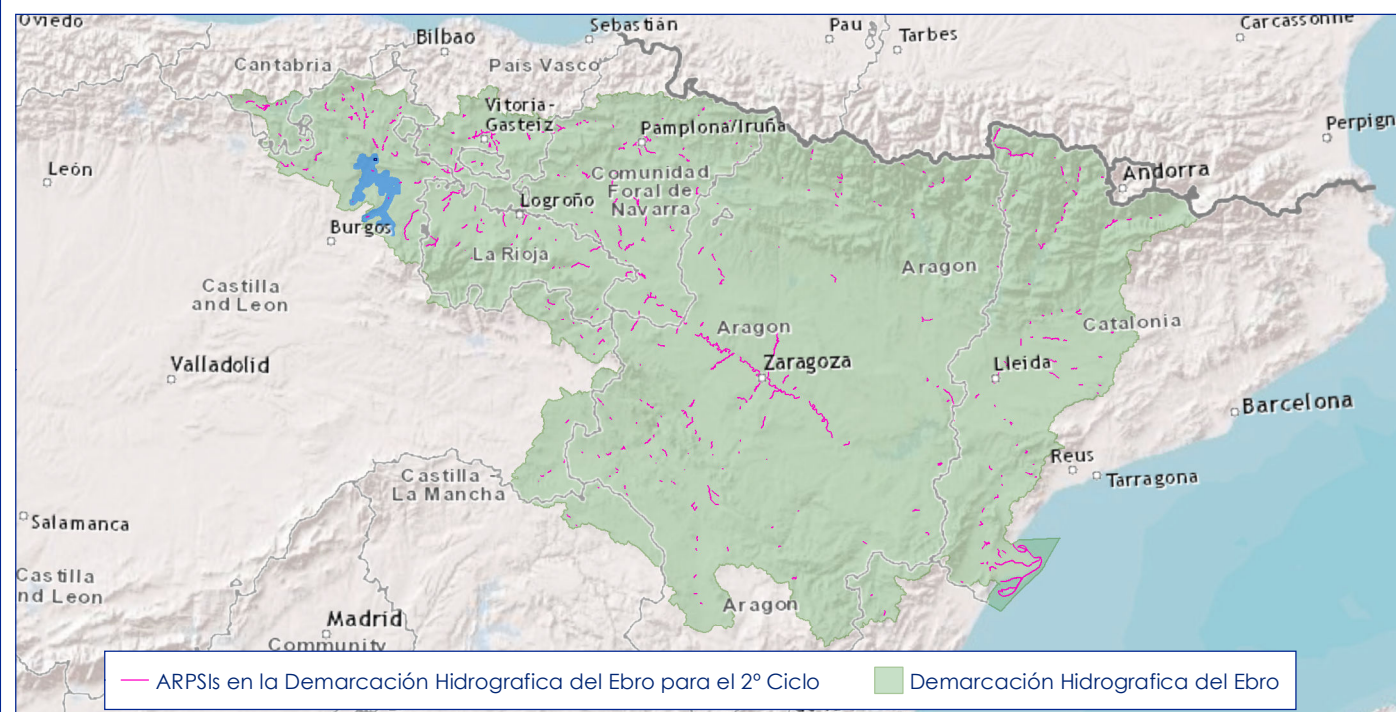 Oviedo
Bilbao
Sebastián
Pau
Tarbes
Carcassonne
Cantabria
País Vasco
Vitoria-
Gasteiz
Pamplona/Iruña
Perpign
León
Andorra
Comunidad
Foral de
Navarra
Logroño
Burgos
La Rioja
Aragon
Castilla
and Leon
Aragon
Catalonia
Valladolid
Zaragoza
Lleida
Barcelona
Reus
Tarragona
Castilla
La Mancha
Salamanca
Castilla
nd Leon
Aragon
Madrid
Community
ARPSIs en la Demarcación Hidrografica del Ebro para el 2º Ciclo
Demarcación Hidrografica del Ebro